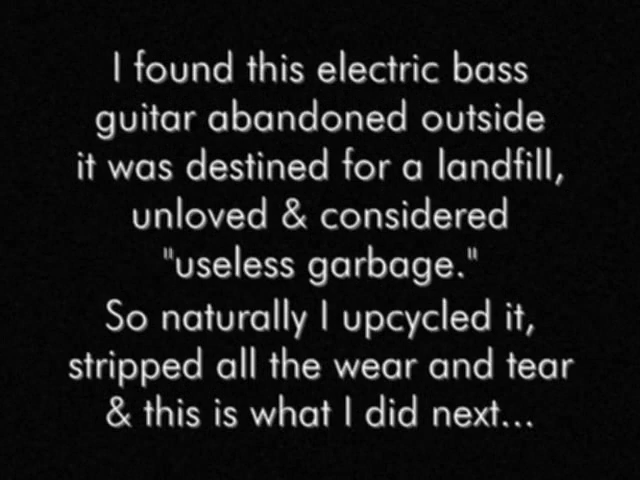 I found this electric bass
guitar abandoned outside
it was destined for a landfill,
unloved & considered
"useless garbage."
So naturally I upcycled it,
stripped all the wear and tear
& this is what I did next...